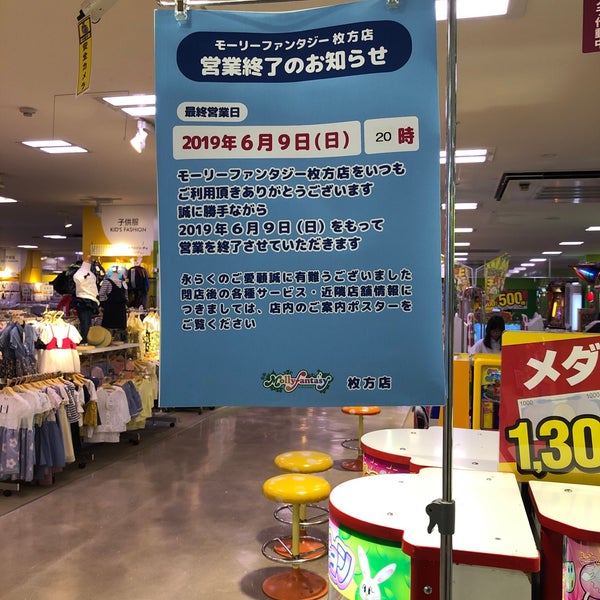 モーリーファンタジー枚方店
営業終了のお知らせ
最終営業日
2019年6月9日(日) 20時
モーリーファンタジー枚方店をいつも
ご利用頂きありがとうございます
誠に勝手ながら
2019年6月9日(日)をもって
営業を終了させていただきます
永らくのご愛顧誠に有難うございました
閉店後の各種サービス・近隣店舗情報に
つきましては、店内のご案内ポスターを
ご覧ください
Mollyfantasy 枚方店
子供服
KID'S FASHION
500
メダ
1000
1,30